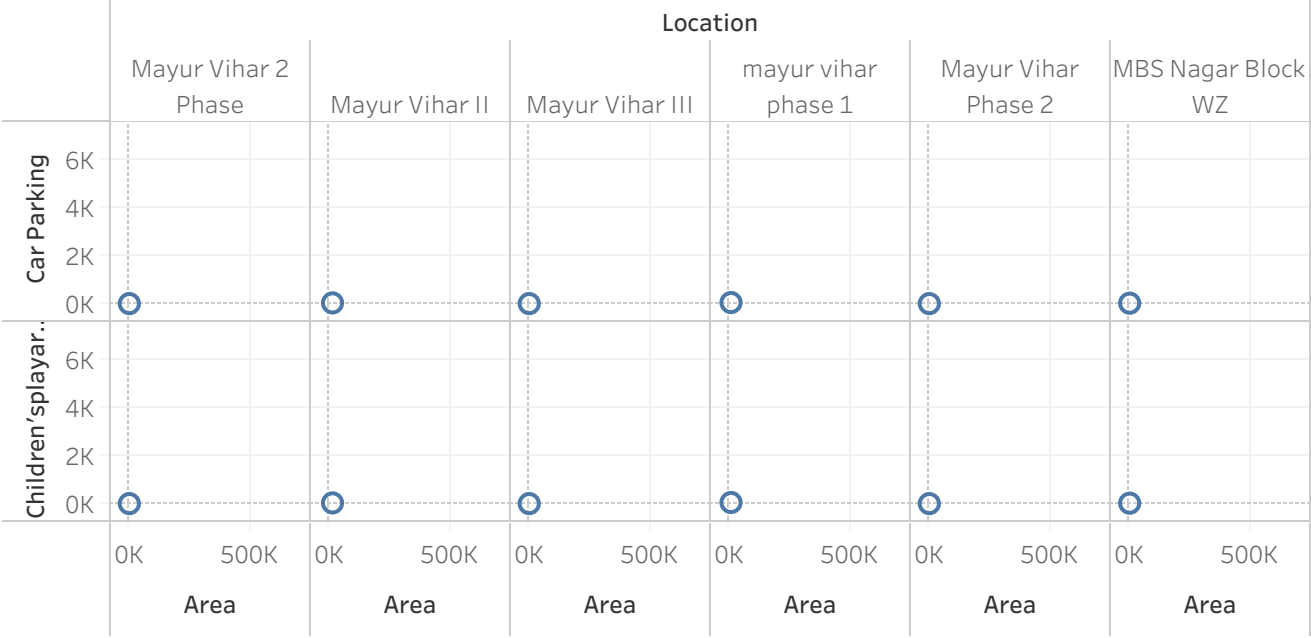 Location
Mayur Vihar 2
Phase
Mayur Vihar II
Mayur Vihar III
mayur vihar
phase 1
Mayur Vihar
Phase 2
MBS Nagar Block
WZ
Car Parking
6K
4K
2K
0K
Children'splayar..
6K
4K
2K
0K
0K 500K 0K 500K 0K 500K 0K 500K 0K 500K 0K 500K
Area Area Area Area Area Area